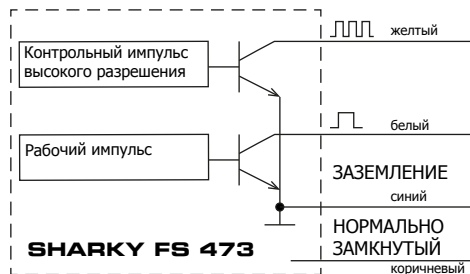 желтый
Контрольный импульс
высокого разрешения
белый
Рабочий импульс
ЗАЗЕМЛЕНИЕ
синий
НОРМАЛЬНО
ЗАМКНУТЫЙ
SHARKY FS 473
коричневый